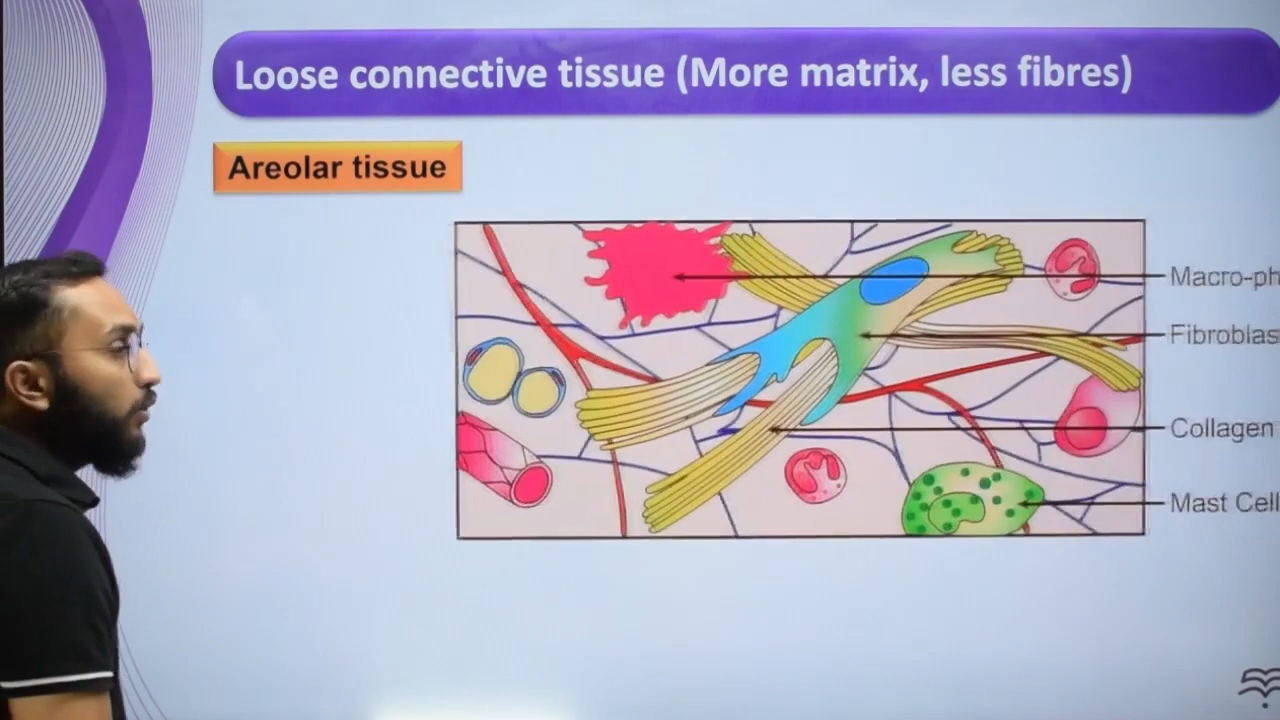 Loose connective tissue (More matrix, less fibres)
Areolar tissue
Macro-ph
Fibroblas
Collagen
Mast Cell